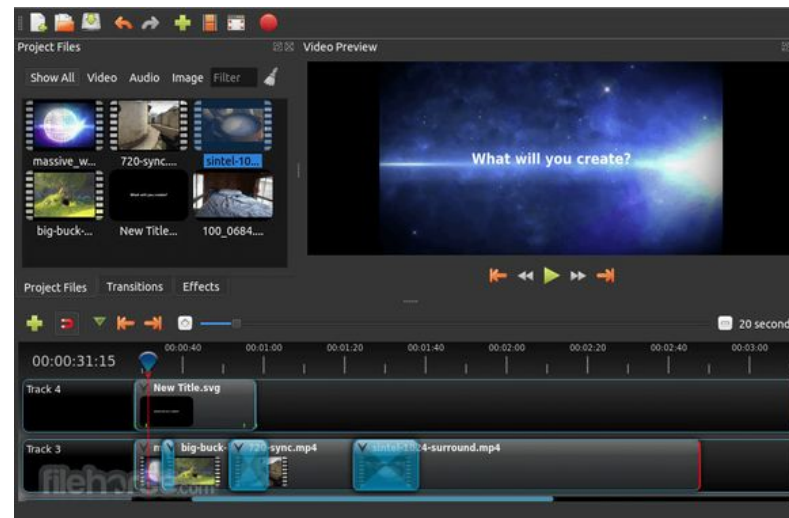 Project Files
Video Preview
Show All Video Audio Image Filter
massive_w... 720-sync.... sintel-10...
big-buck-... New Title... 100_0684....
What will you create?
Project Files Transitions Effects
20 second
00:00:31:15
00:00:40 00:01:00 00:01:20 00:01:40 00:02:00 00:02:20 00:02:40 00:03:00
Track 4
New Title.svg
Track 3
m big-buck- 720-sync.mp4 sintel-1024-surround.mp4
filehorse.com